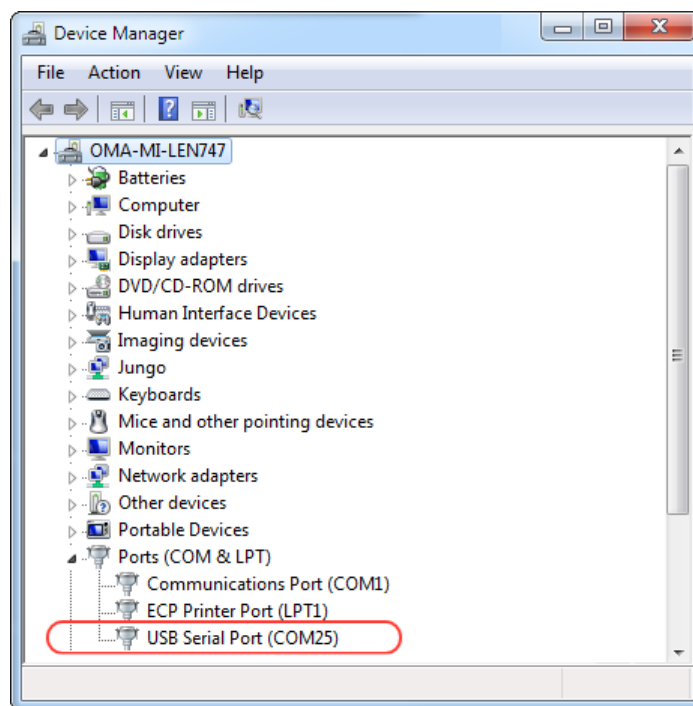 Device Manager
File Action View Help
OMA-MI-LEN747
Batteries
Computer
Disk drives
Display adapters
DVD/CD-ROM drives
Human Interface Devices
Imaging devices
Jungo
Keyboards
Mice and other pointing devices
Monitors
Network adapters
Other devices
Portable Devices
Ports (COM & LPT)
Communications Port (COM1)
ECP Printer Port (LPT1)
USB Serial Port (COM25)